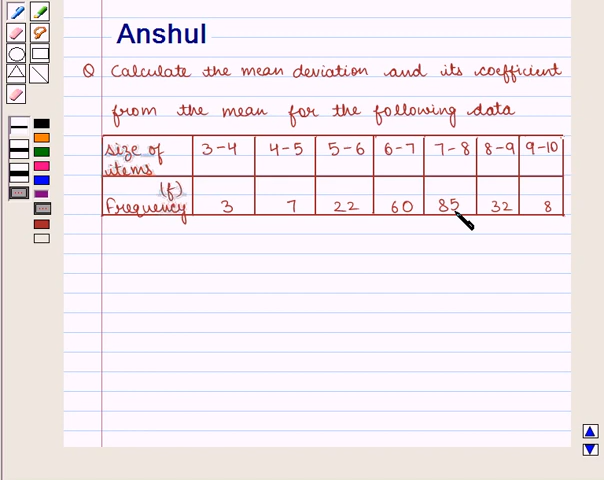 Anshul
Q Calculate the mean deviation and its coefficient
from the mean for the following data
size of items 3-4 4-5 5-6 6-7 7-8 8-9 9-10
(f)
Frequency 3 7 22 60 85 32 8